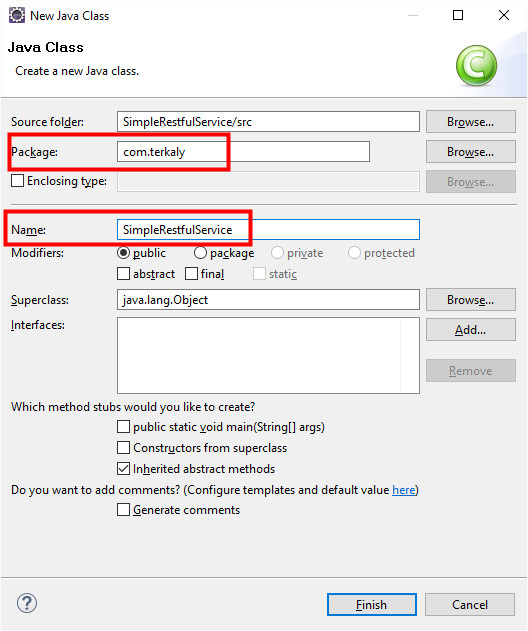 New Java Class
Java Class
Create a new Java class.
Source folder: SimpleRestfulService/src Browse...
Package: com.terkaly Browse...
Enclosing type: Browse...
Name: SimpleRestfulService
Modifiers: public package private protected
abstract final static
Superclass: java.lang.Object Browse...
Interfaces: Add...
Remove
Which method stubs would you like to create?
public static void main(String[] args)
Constructors from superclass
Inherited abstract methods
Do you want to add comments? (Configure templates and default value here)
Generate comments
? Finish Cancel